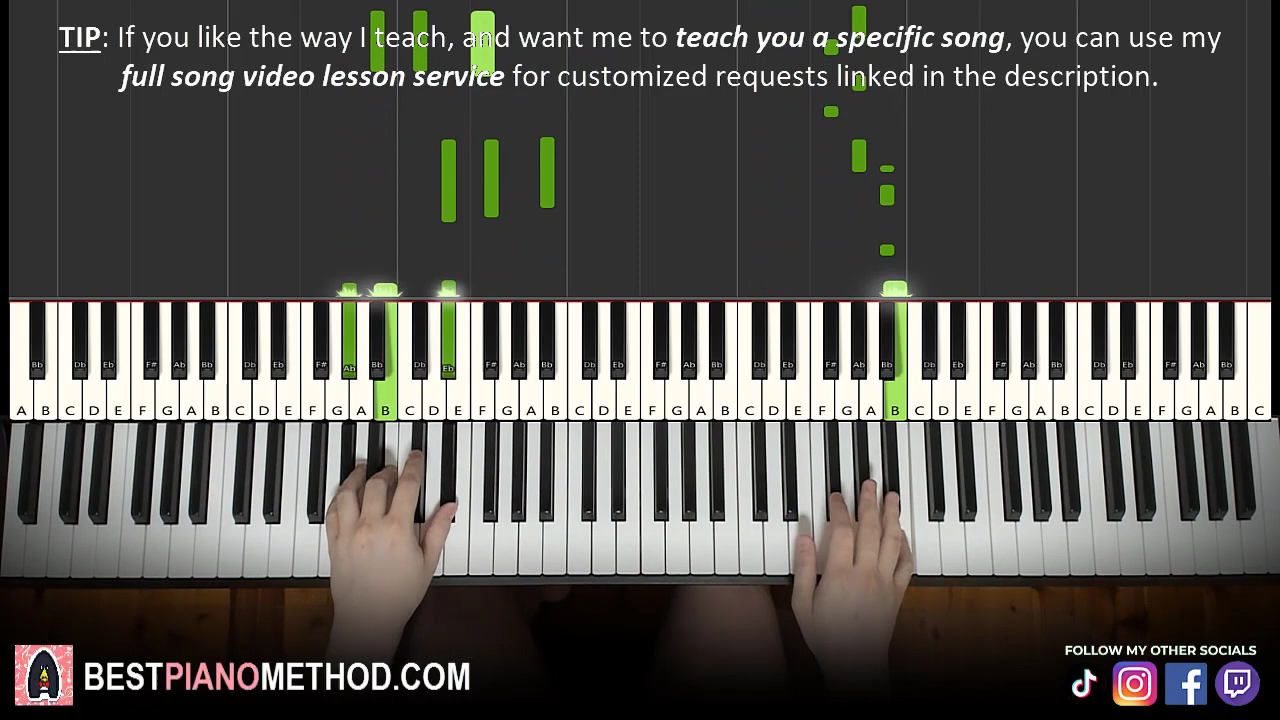 TIP: If you like the way I teach, and want me to teach you a specific song, you can use my
full song video lesson service for customized requests linked in the description.
Bb Db Eb F# Ab Bb Db Eb F# Ab Bb Db Eb F# Ab Bb Db Eb F# Ab Bb Db Eb F# Ab Bb Db Eb F# Ab Bb Db Eb F# Ab Bb
A B C D E F G A B C D E F G A B C D E F G A B C D E F G A B C D E F G A B C D E F G A B C D E F G A B C
FOLLOW MY OTHER SOCIALS
BESTPIANOMETHOD.COM